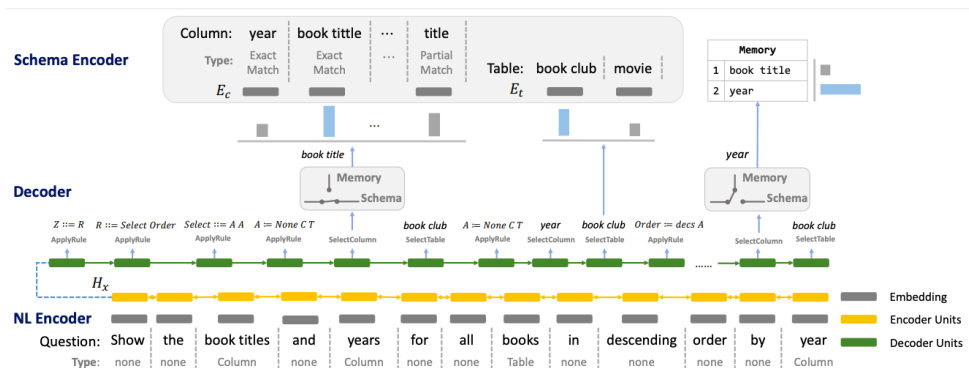 Schema Encoder
Column: year book tittle ... title
Type: Exact Match Exact Match ... Partial Match
E_c
Table: book club movie
E_t
Memory
1 book title
2 year
...
book title
year
Decoder
Memory
Schema
Memory
Schema
Z ::= R R ::= Select Order Select ::= A A A ::= None C T book club A ::= None C T year book club Order ::= decs A book club
ApplyRule ApplyRule ApplyRule ApplyRule SelectColumn SelectTable ApplyRule SelectColumn SelectTable ApplyRule SelectColumn SelectTable
......
H_x
NL Encoder
Question: Show the book titles and years for all books in descending order by year
Type: none none Column none Column none none Table none none none none Column
Embedding
Encoder Units
Decoder Units